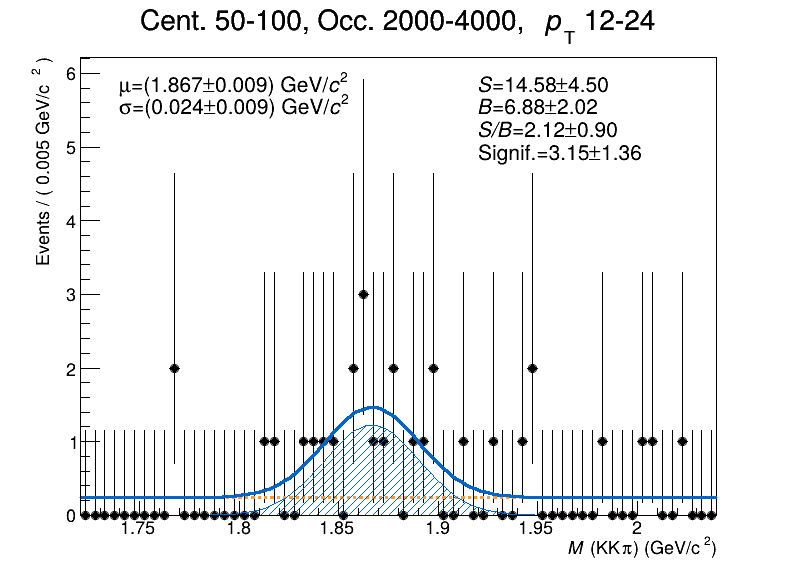 Cent. 50-100, Occ. 2000-4000, p_T 12-24
μ=(1.867±0.009) GeV/c²
σ=(0.024±0.009) GeV/c²
S=14.58±4.50
B=6.88±2.02
S/B=2.12±0.90
Signif.=3.15±1.36
Events / ( 0.005 GeV/c ² )
6
5
4
3
2
1
0
1.75 1.8 1.85 1.9 1.95 2
M (KKπ) (GeV/c²)